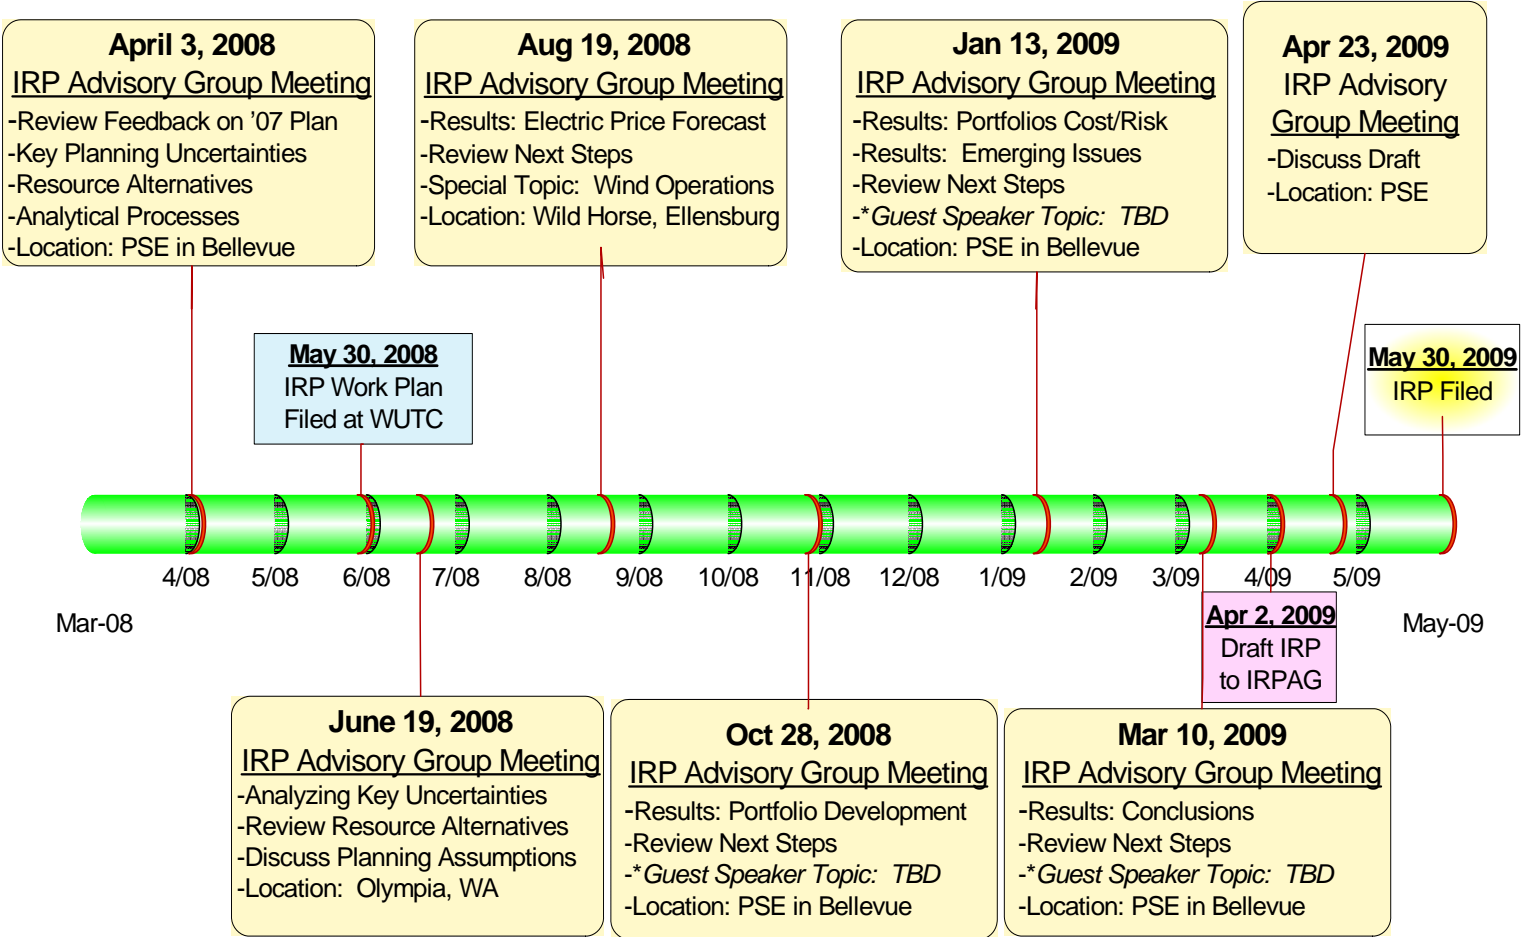 April 3, 2008
IRP Advisory Group Meeting
-Review Feedback on '07 Plan
-Key Planning Uncertainties
-Resource Alternatives
-Analytical Processes
-Location: PSE in Bellevue
Aug 19, 2008
IRP Advisory Group Meeting
-Results: Electric Price Forecast
-Review Next Steps
-Special Topic: Wind Operations
-Location: Wild Horse, Ellensburg
Jan 13, 2009
IRP Advisory Group Meeting
-Results: Portfolios Cost/Risk
-Results: Emerging Issues
-Review Next Steps
-*Guest Speaker Topic: TBD
-Location: PSE in Bellevue
Apr 23, 2009
IRP Advisory
Group Meeting
-Discuss Draft
-Location: PSE
May 30, 2008
IRP Work Plan
Filed at WUTC
May 30, 2009
IRP Filed
4/08 5/08 6/08 7/08 8/08 9/08 10/08 11/08 12/08 1/09 2/09 3/09 4/09 5/09
Mar-08
May-09
Apr 2, 2009
Draft IRP
to IRPAG
June 19, 2008
IRP Advisory Group Meeting
-Analyzing Key Uncertainties
-Review Resource Alternatives
-Discuss Planning Assumptions
-Location: Olympia, WA
Oct 28, 2008
IRP Advisory Group Meeting
-Results: Portfolio Development
-Review Next Steps
-*Guest Speaker Topic: TBD
-Location: PSE in Bellevue
Mar 10, 2009
IRP Advisory Group Meeting
-Results: Conclusions
-Review Next Steps
-*Guest Speaker Topic: TBD
-Location: PSE in Bellevue